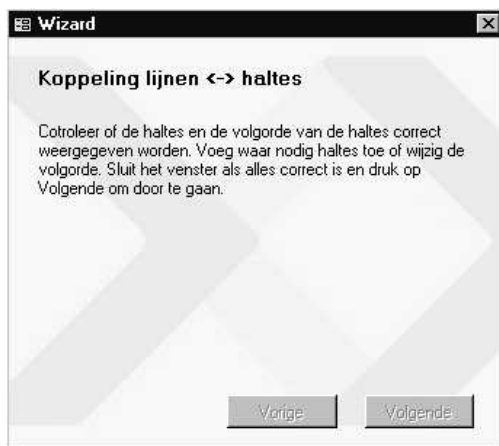 Wizard
Koppeling lijnen <-> haltes
Cotroleer of de haltes en de volgorde van de haltes correct
weergegeven worden. Voeg waar nodig haltes toe of wijzig de
volgorde. Sluit het venster als alles correct is en druk op
Volgende om door te gaan.
Vorige Volgende